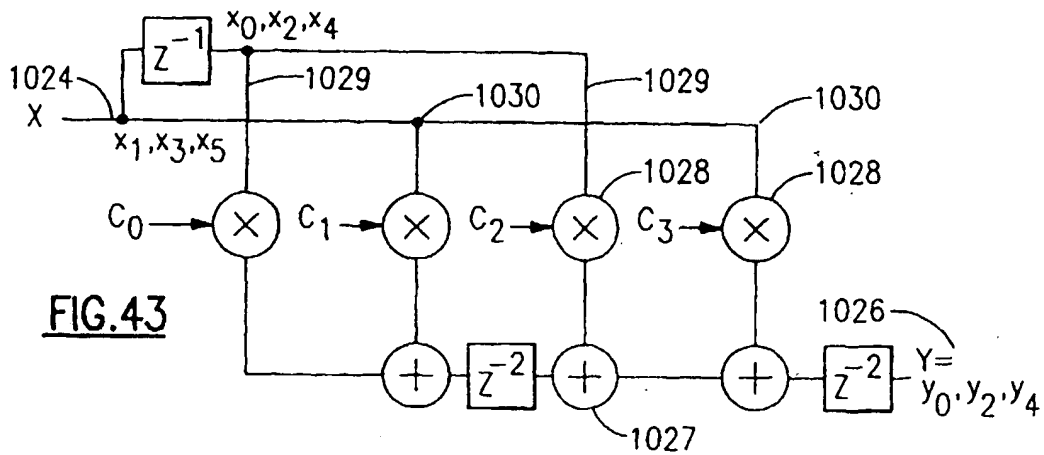 x0,x2,x4
Z-1
1024
1029
1030
1029
1030
X
x1,x3,x5
1028
1028
C0
C1
C2
C3
×
×
×
×
FIG.43
1026
Y=
y0,y2,y4
+
Z-2
+
+
Z-2
1027